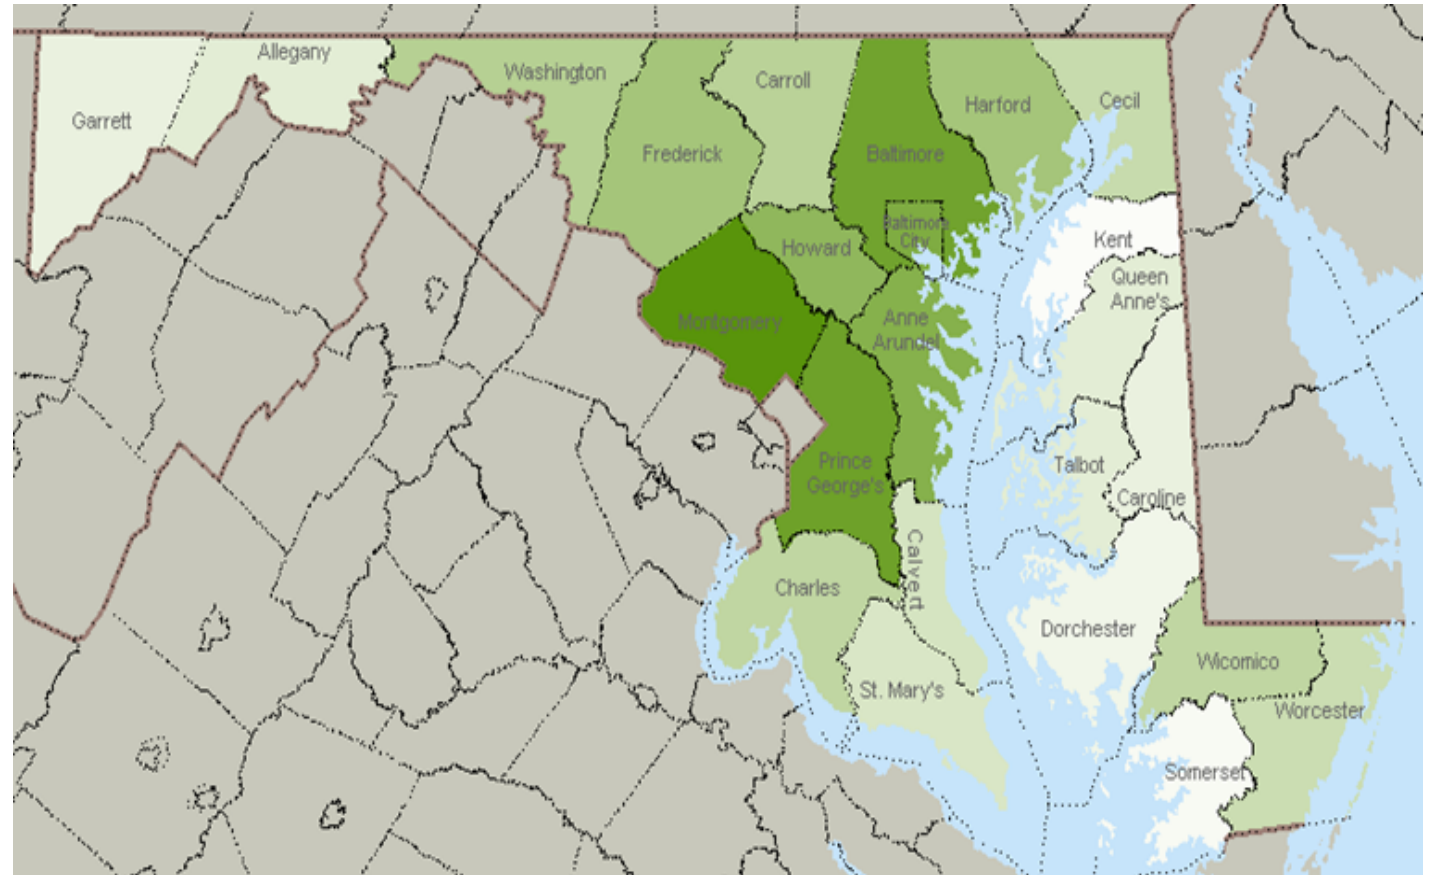 Allegany
Washington
Carroll
Garrett
Frederick
Baltimore
Harford
Cecil
Baltimore
City
Howard
Kent
Queen
Anne's
Montgomery
Anne
Arundel
Prince
George's
Talbot
Caroline
Calvert
Charles
Dorchester
St. Mary's
Wicomico
Worcester
Somerset